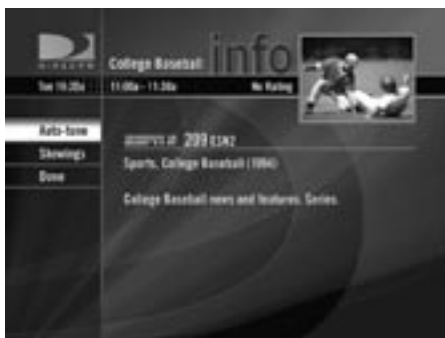 DIRECTV
College Baseball info
Tue 10:20a 11:00a - 11:30a No Rating
Auto-tune
Showings
Done
209 ESN2
Sports, College Baseball (1994)
College Baseball news and features. Series.